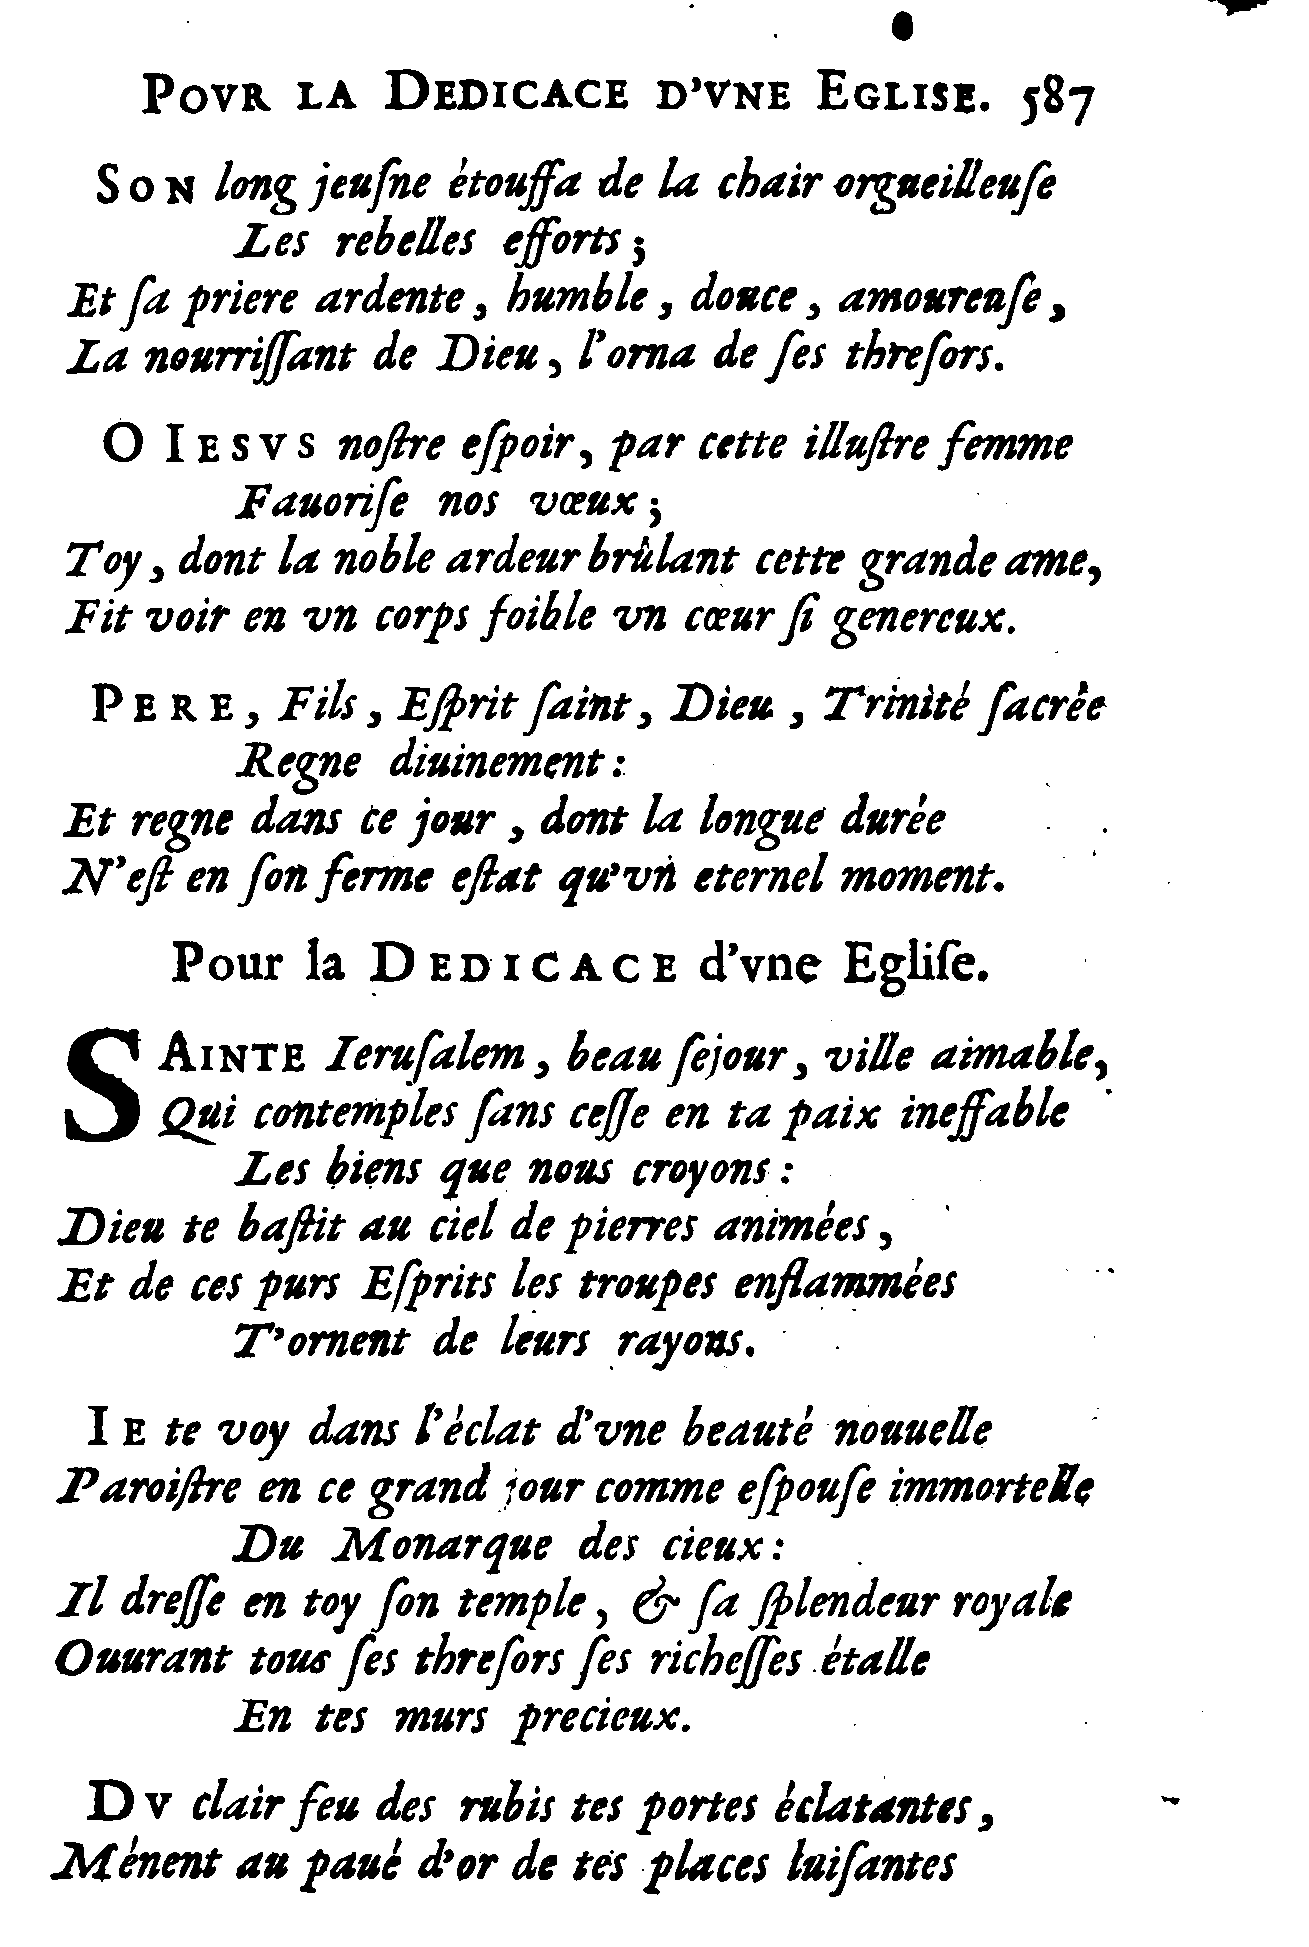 POVR LA DEDICACE D'VNE EGLISE. 587
SON long jeuſne étouffa de la chair orgueilleuſe
Les rebelles efforts;
Et ſa priere ardente, humble, douce, amoureuſe,
La nourriſſant de Dieu, l'orna de ſes threſors.
O IESVS noſtre eſpoir, par cette illuſtre femme
Fauoriſe nos vœux;
Toy, dont la noble ardeur brûlant cette grande ame,
Fit voir en vn corps foible vn cœur ſi genereux.
PERE, Fils, Eſprit ſaint, Dieu, Trinité ſacrée
Regne diuinement:
Et regne dans ce jour, dont la longue durée
N'eſt en ſon ferme eſtat qu'vn eternel moment.
Pour la DEDICACE d'vne Egliſe.
SAINTE Ieruſalem, beau ſejour, ville aimable,
Qui contemples ſans ceſſe en ta paix ineffable
Les biens que nous croyons:
Dieu te baſtit au ciel de pierres animées,
Et de ces purs Eſprits les troupes enflammées
T'ornent de leurs rayons.
IE te voy dans l'éclat d'vne beauté nouuelle
Paroiſtre en ce grand jour comme eſpouſe immortelle
Du Monarque des cieux:
Il dreſſe en toy ſon temple, & ſa ſplendeur royale
Ouurant tous ſes threſors ſes richeſſes étalle
En tes murs precieux.
DV clair feu des rubis tes portes éclatantes,
Ménent au paué d'or de tes places luiſantes